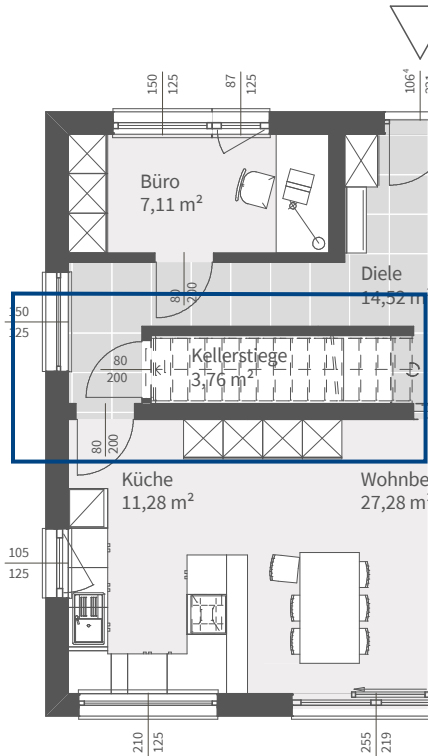 150
125
87
125
106⁴
Büro
7,11 m²
80
200
Diele
14,52 m²
150
125
80
200
Kellerstiege
3,76 m²
80
200
Küche
11,28 m²
27,28 m²
105
125
210
125
255
219